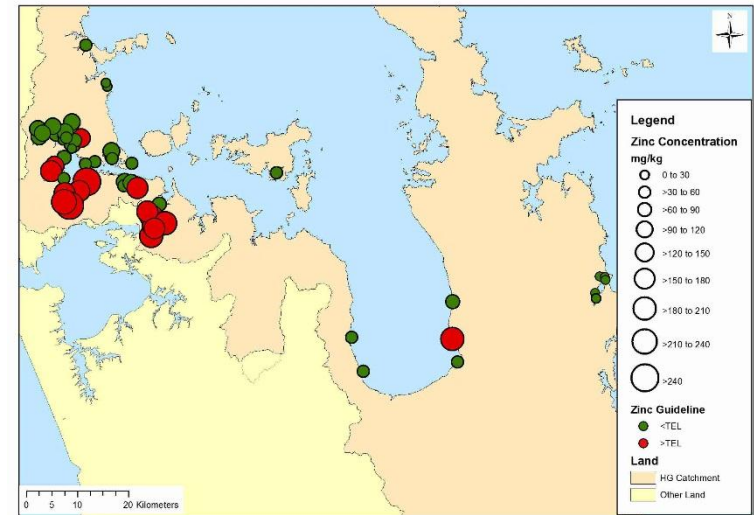 N
Legend
Zinc Concentration
mg/kg
0 to 30
>30 to 60
>60 to 90
>90 to 120
>120 to 150
>150 to 180
>180 to 210
>210 to 240
>240
Zinc Guideline
<TEL
>TEL
Land
HG Catchment
Other Land
0 5 10 20 Kilometers